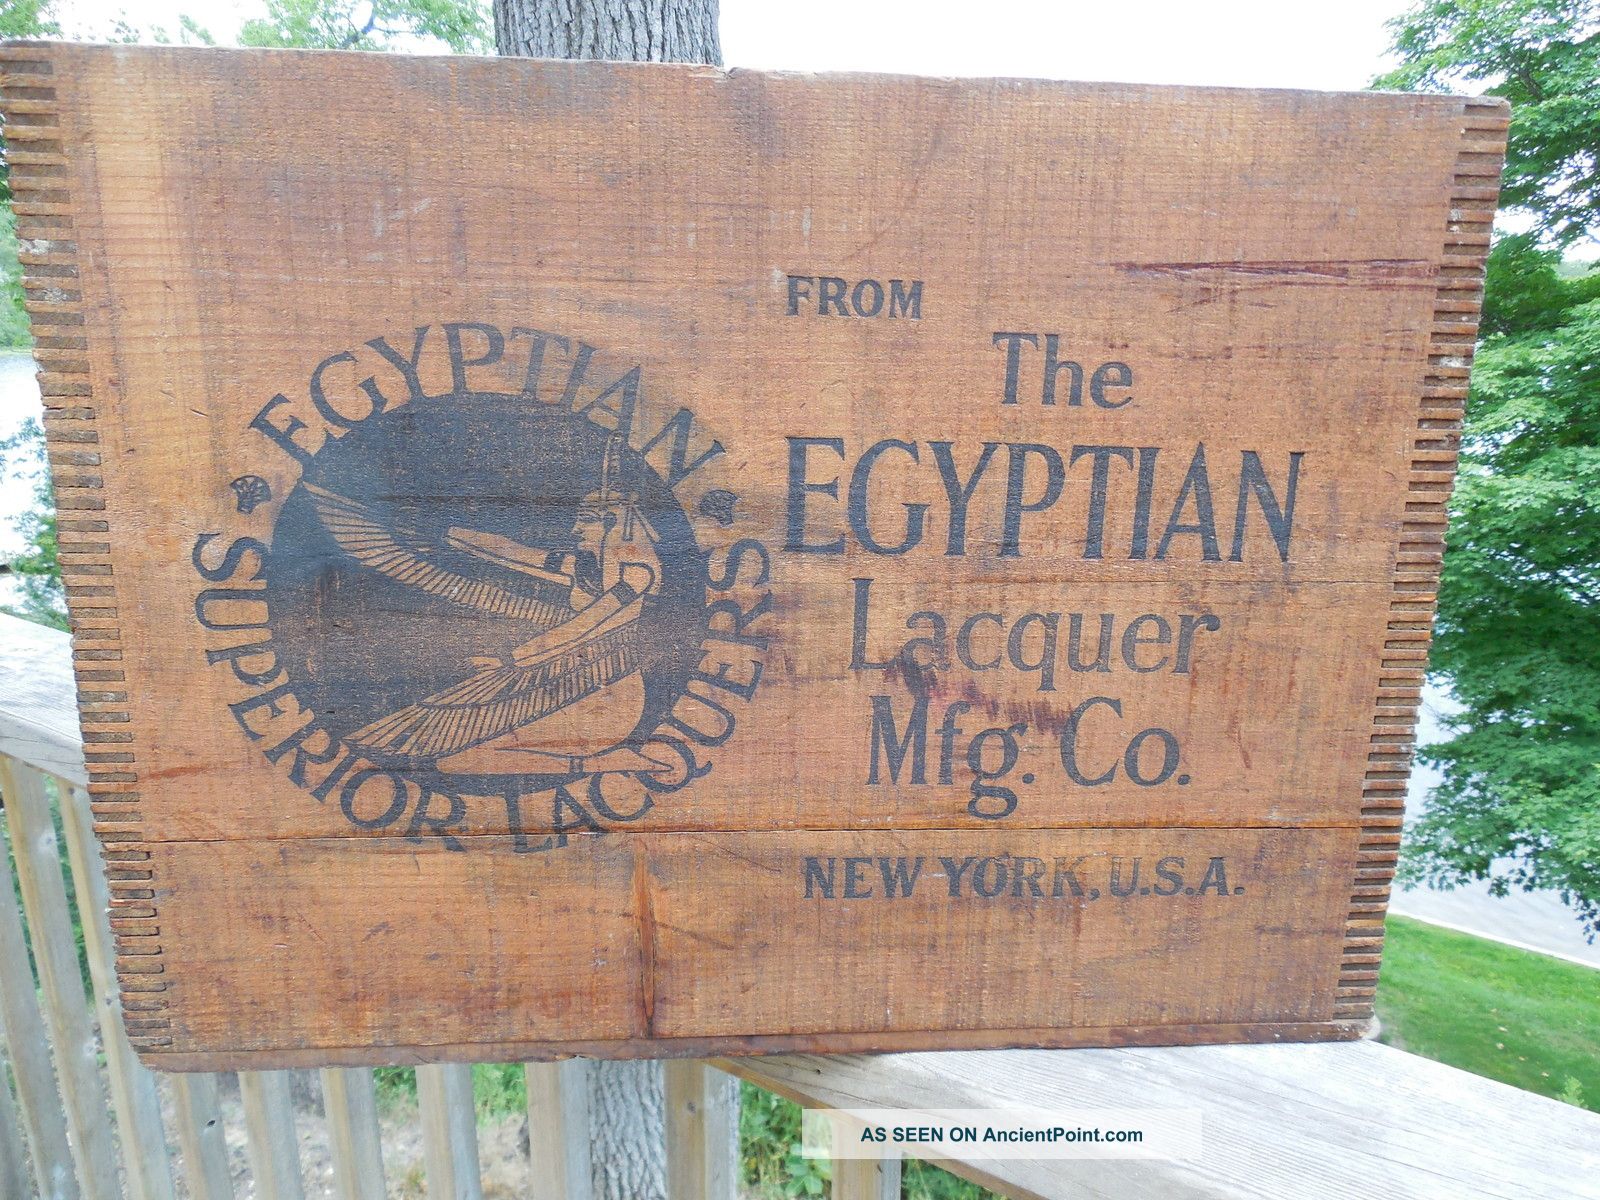 EGYPTIAN
SUPERIOR LACQUERS
FROM
The
EGYPTIAN
Lacquer
Mfg. Co.
NEW YORK, U.S.A.
AS SEEN ON AncientPoint.com